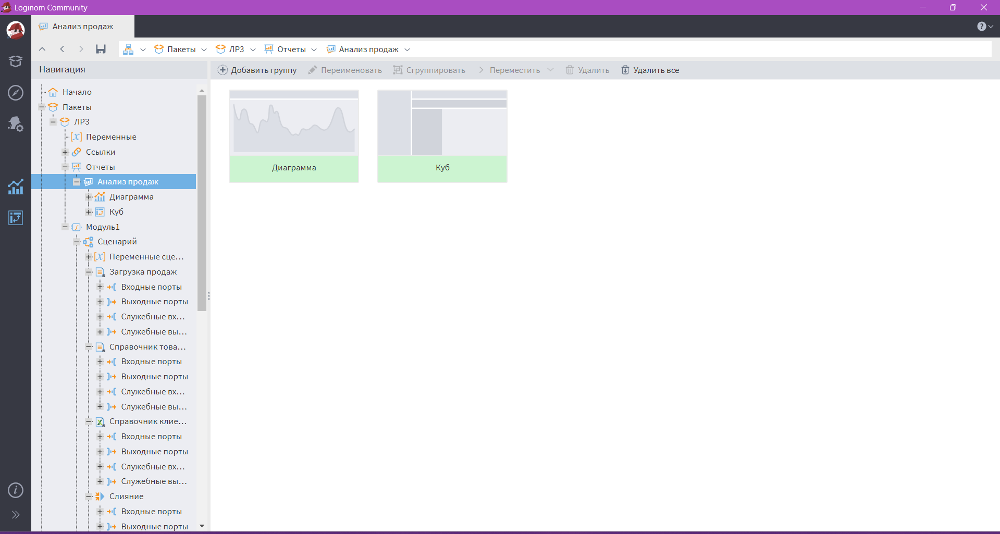 Loginom Community
Анализ продаж
Пакеты ЛР3 Отчеты Анализ продаж
Навигация
Добавить группу Переименовать Сгруппировать Переместить Удалить Удалить все
Начало
Пакеты
ЛР3
Переменные
Ссылки
Отчеты
Анализ продаж
Диаграмма
Куб
Модуль1
Сценарий
Переменные сце...
Загрузка продаж
Входные порты
Выходные порты
Служебные вх...
Служебные вы...
Справочник това...
Входные порты
Выходные порты
Служебные вх...
Служебные вы...
Справочник клие...
Входные порты
Выходные порты
Служебные вх...
Служебные вы...
Слияние
Входные порты
Выходные порты
Диаграмма
Куб